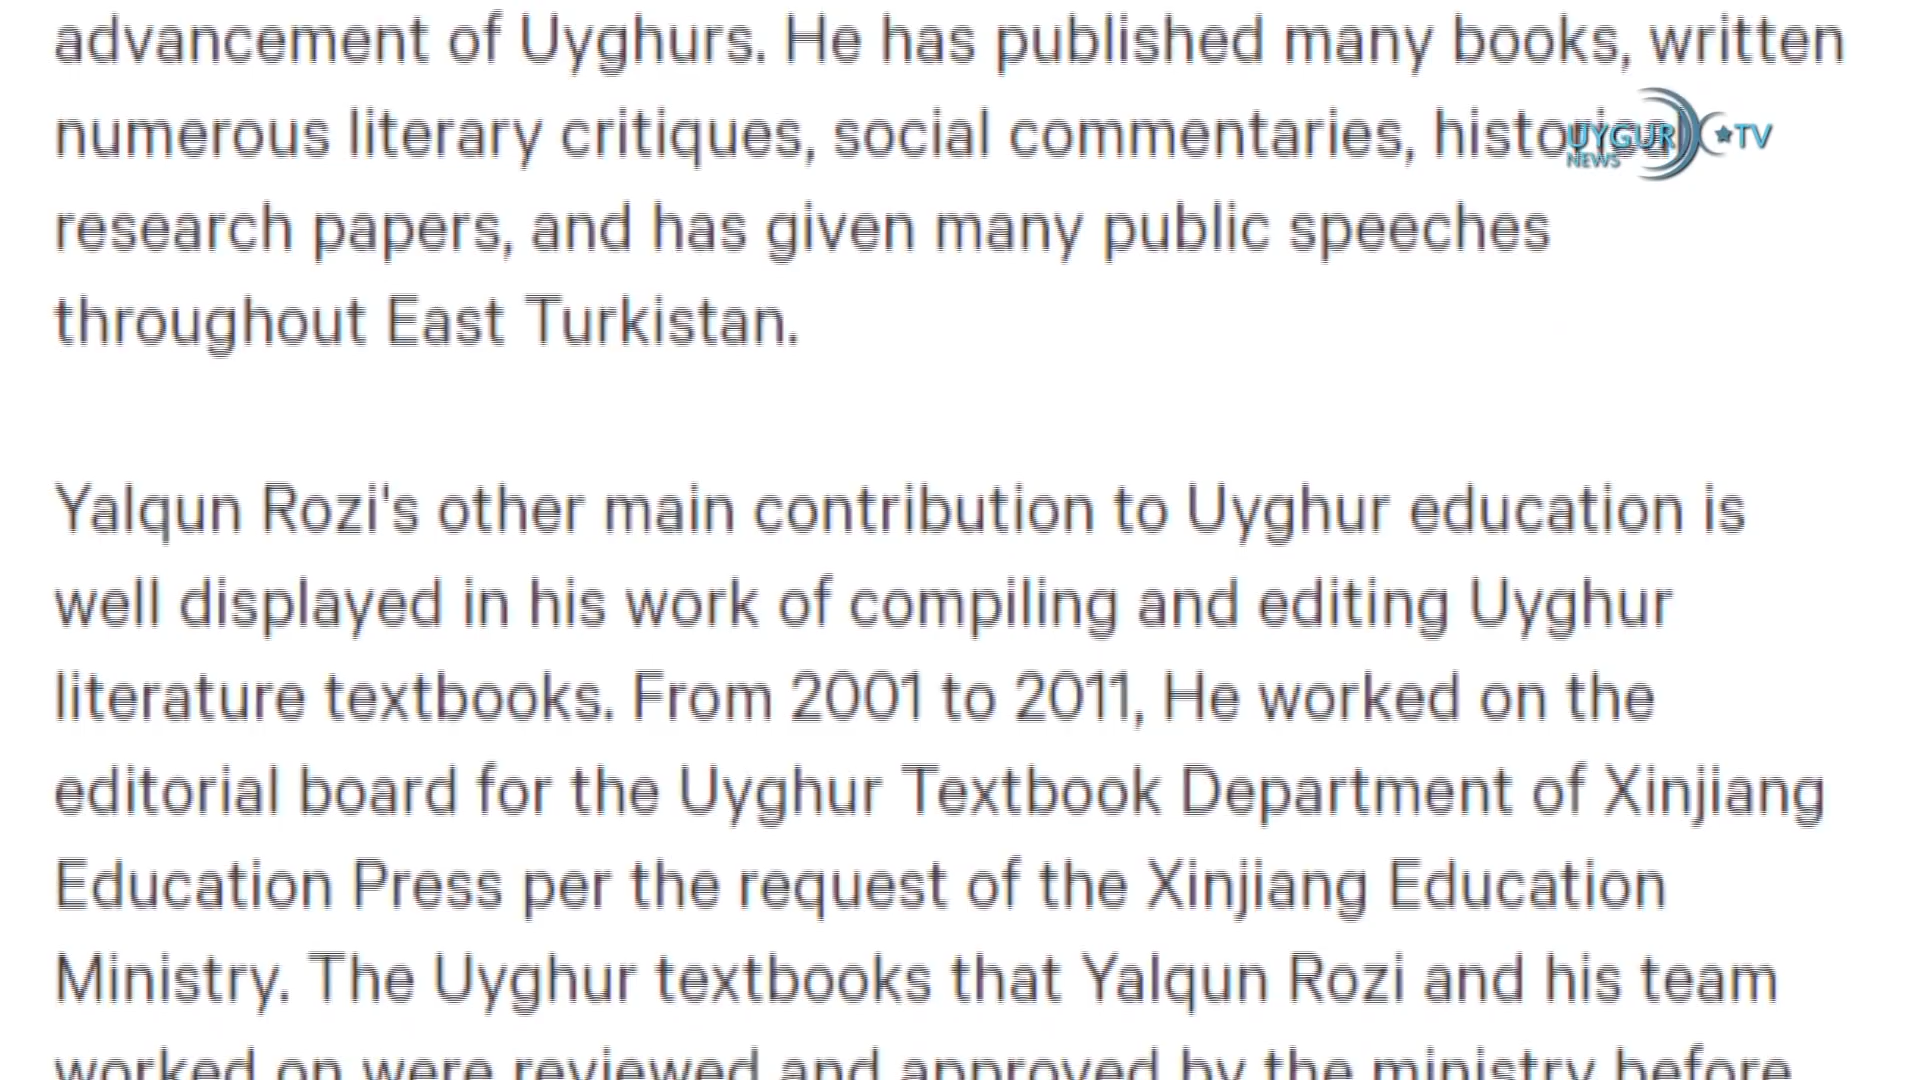 advancement of Uyghurs. He has published many books, written
numerous literary critiques, social commentaries, historical
research papers, and has given many public speeches
throughout East Turkistan.
Yalqun Rozi's other main contribution to Uyghur education is
well displayed in his work of compiling and editing Uyghur
literature textbooks. From 2001 to 2011, He worked on the
editorial board for the Uyghur Textbook Department of Xinjiang
Education Press per the request of the Xinjiang Education
Ministry. The Uyghur textbooks that Yalqun Rozi and his team
worked on were reviewed and approved by the ministry before
UYGUR TV
NEWS